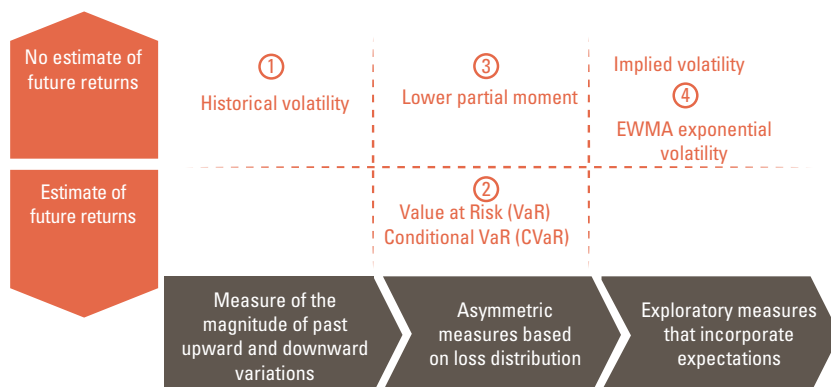 No estimate of
future returns
1
Historical volatility
3
Lower partial moment
Implied volatility
4
EWMA exponential
volatility
Estimate of
future returns
2
Value at Risk (VaR)
Conditional VaR (CVaR)
Measure of the
magnitude of past
upward and downward
variations
Asymmetric
measures based
on loss distribution
Exploratory measures
that incorporate
expectations